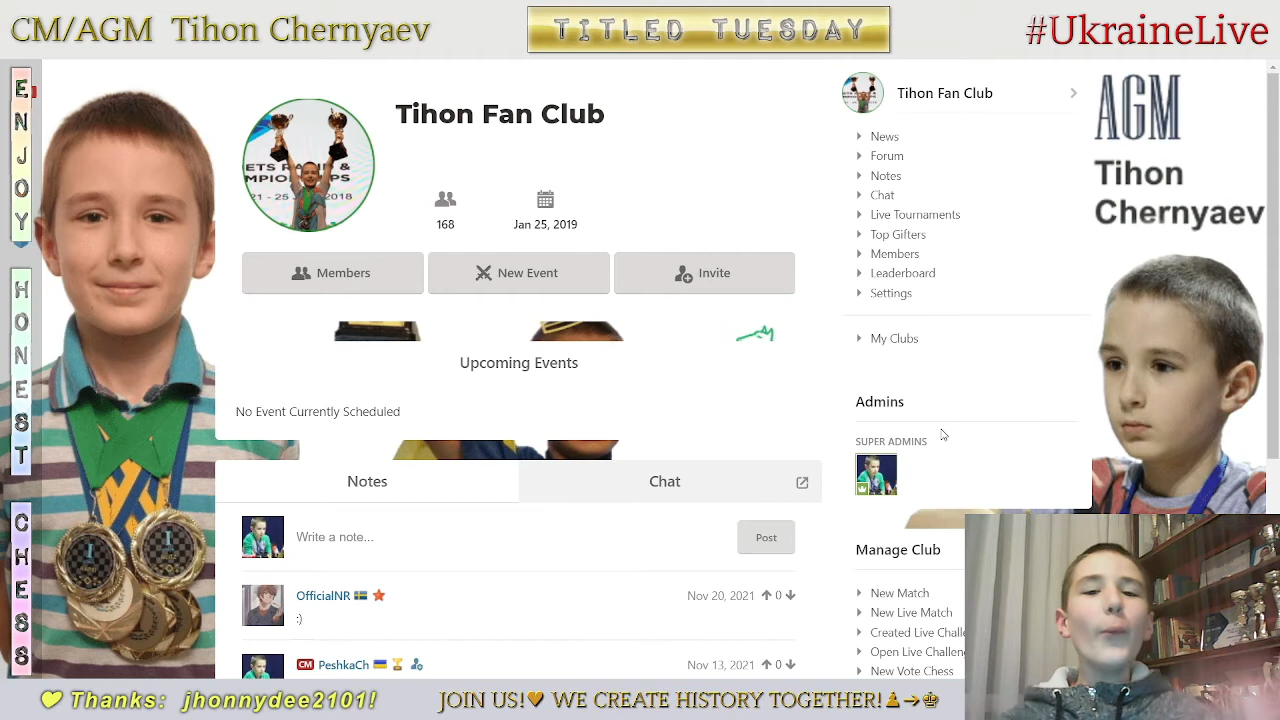 CM/AGM Tihon Chernyaev
TITLED TUESDAY
#UkraineLive
ENJOY
HONEST
CHESS
Tihon Fan Club
168
Jan 25, 2019
Members
New Event
Invite
Upcoming Events
No Event Currently Scheduled
Notes
Chat
Write a note...
Post
OfficialNR
Nov 20, 2021
0
:)
CM PeshkaCh
Nov 13, 2021
0
Tihon Fan Club
News
Forum
Notes
Chat
Live Tournaments
Top Gifters
Members
Leaderboard
Settings
My Clubs
Admins
SUPER ADMINS
Manage Club
New Match
New Live Match
Created Live Challe
Open Live Challeng
New Vote Chess
AGM
Tihon
Chernyaev
Thanks: jhonnydee2101!
JOIN US!🧡 WE CREATE HISTORY TOGETHER!♟→♚